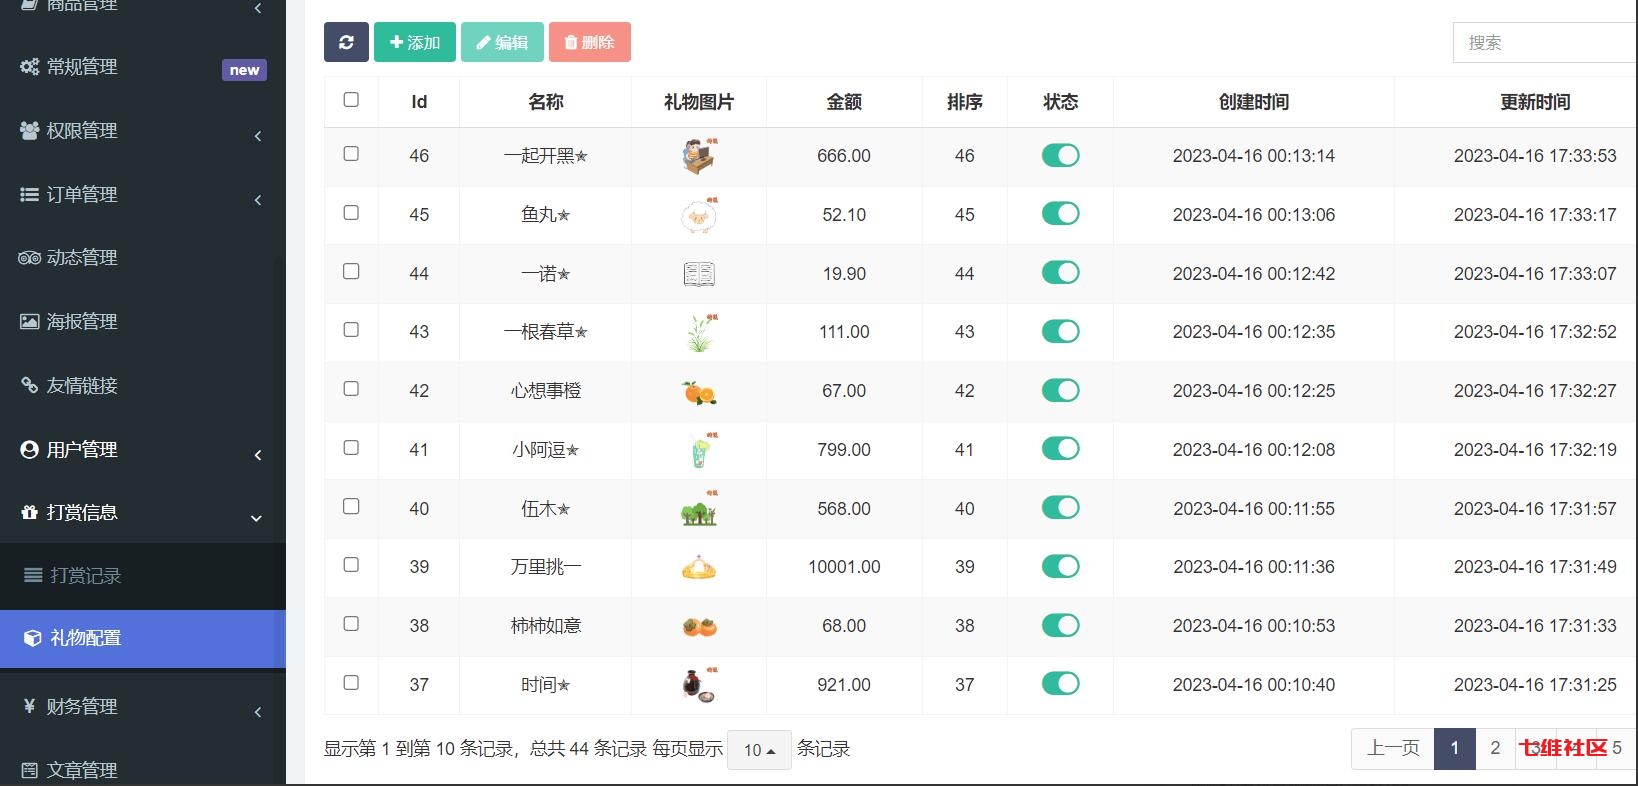 商品管理
常规管理 new
权限管理
订单管理
动态管理
海报管理
友情链接
用户管理
打赏信息
打赏记录
礼物配置
财务管理
文章管理
添加 编辑 删除 搜索
Id 名称 礼物图片 金额 排序 状态 创建时间 更新时间
46 一起开黑✯ 666.00 46 2023-04-16 00:13:14 2023-04-16 17:33:53
45 鱼丸✯ 52.10 45 2023-04-16 00:13:06 2023-04-16 17:33:17
44 一诺✯ 19.90 44 2023-04-16 00:12:42 2023-04-16 17:33:07
43 一根春草✯ 111.00 43 2023-04-16 00:12:35 2023-04-16 17:32:52
42 心想事橙 67.00 42 2023-04-16 00:12:25 2023-04-16 17:32:27
41 小阿逗✯ 799.00 41 2023-04-16 00:12:08 2023-04-16 17:32:19
40 伍木✯ 568.00 40 2023-04-16 00:11:55 2023-04-16 17:31:57
39 万里挑一 10001.00 39 2023-04-16 00:11:36 2023-04-16 17:31:49
38 柿柿如意 68.00 38 2023-04-16 00:10:53 2023-04-16 17:31:33
37 时间✯ 921.00 37 2023-04-16 00:10:40 2023-04-16 17:31:25
显示第 1 到第 10 条记录，总共 44 条记录 每页显示 10 条记录
上一页 1 2 3 4 5
七维社区